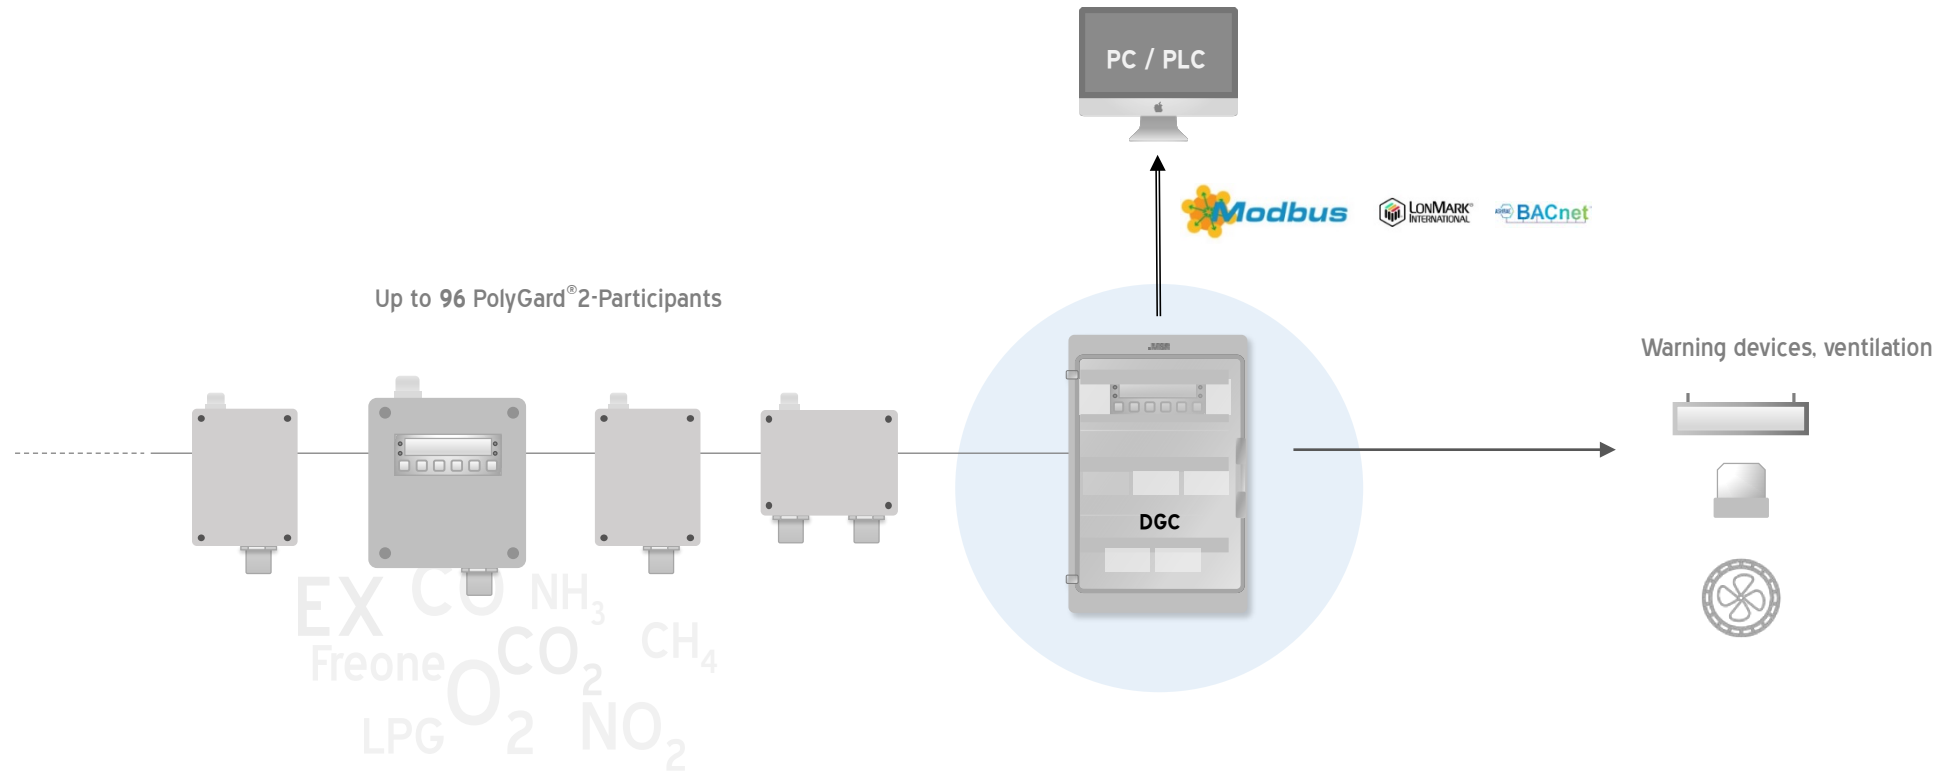 PC / PLC
Modbus
LONMARK®
INTERNATIONAL
ASHRAE BACnet
Up to 96 PolyGard®2-Participants
Warning devices, ventilation
DGC
EX CO NH3
Freone CO2 CH4
LPG O2 NO2